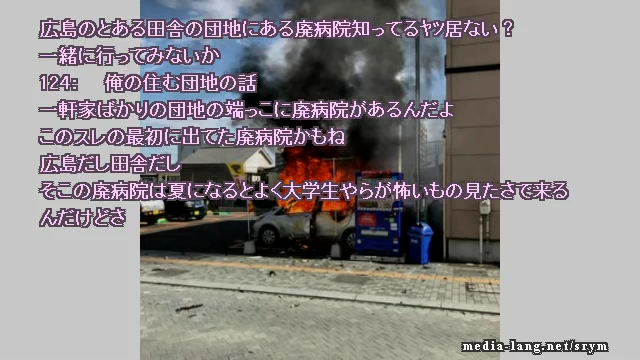 広島のとある田舎の団地にある廃病院知ってるﾔﾂ居ない？
一緒に行ってみないか
124:　俺の住む団地の話
一軒家ばかりの団地の端っこに廃病院があるんだよ
このスレの最初に出てた廃病院かもね
広島だし田舎だし
そこの廃病院は夏になるとよく大学生やらが怖いもの見たさで来る
んだけどさ
media-lang.net/srym